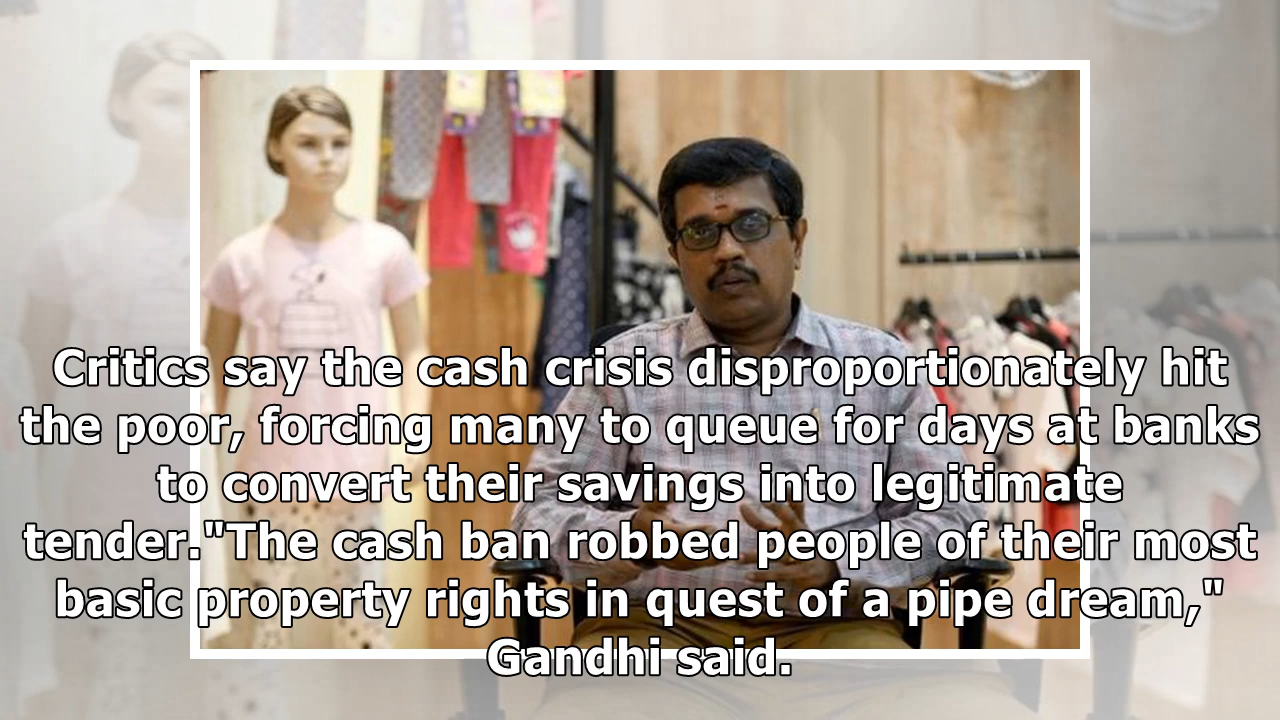 Critics say the cash crisis disproportionately hit
the poor, forcing many to queue for days at banks
to convert their savings into legitimate
tender."The cash ban robbed people of their most
basic property rights in quest of a pipe dream,"
Gandhi said.